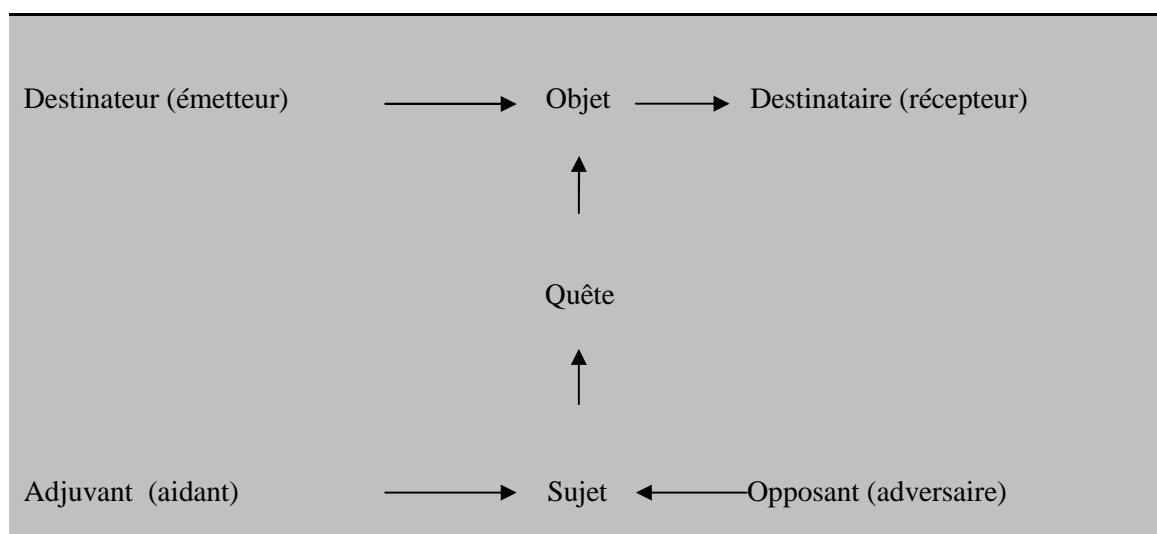 Destinateur (émetteur) Objet Destinataire (récepteur)
Quête
Adjuvant (aidant) Sujet Opposant (adversaire)